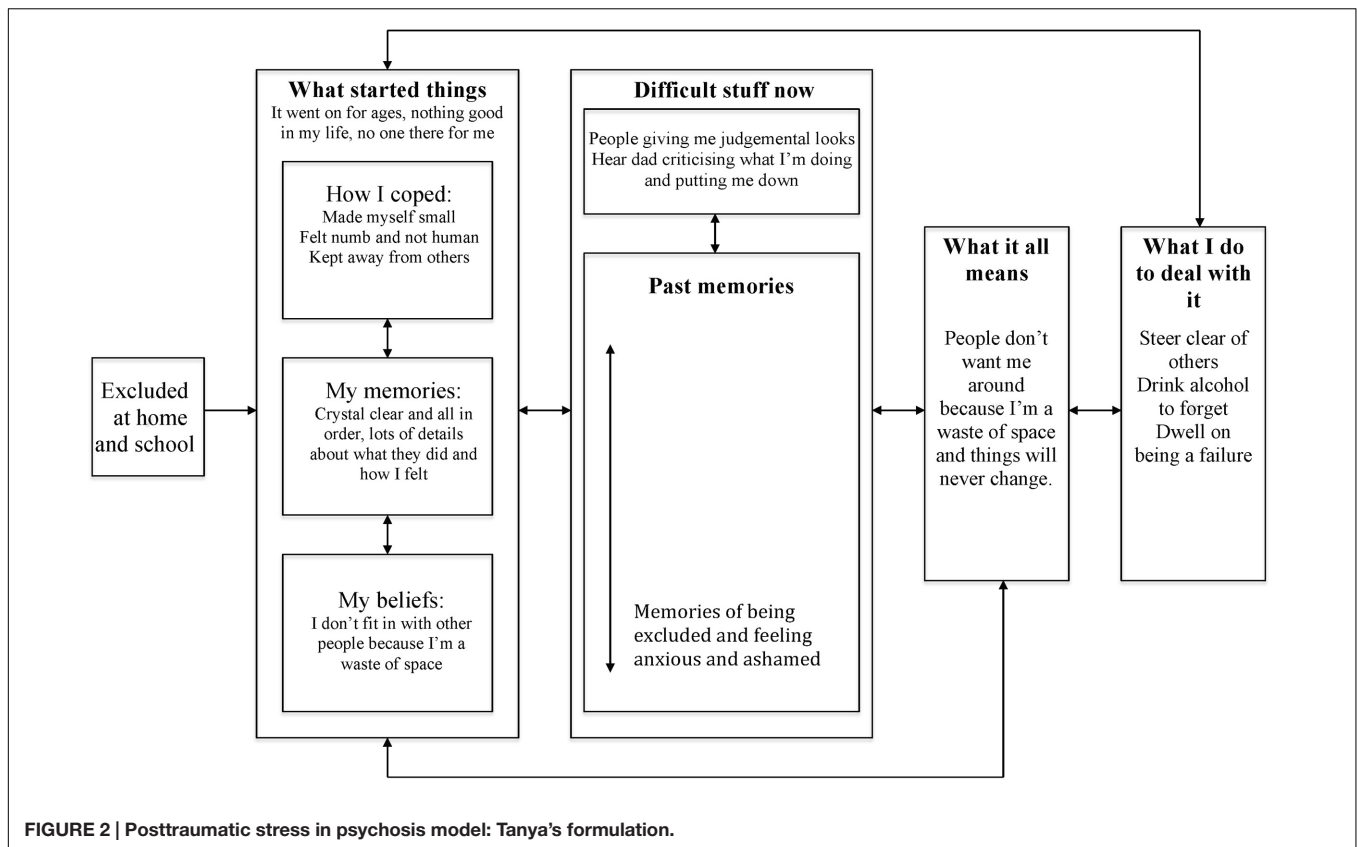 What started things
It went on for ages, nothing good
in my life, no one there for me
How I coped:
Made myself small
Felt numb and not human
Kept away from others
Excluded
at home
and school
My memories:
Crystal clear and all in
order, lots of details
about what they did and
how I felt
My beliefs:
I don't fit in with other
people because I'm a
waste of space
Difficult stuff now
People giving me judgemental looks
Hear dad criticising what I'm doing
and putting me down
Past memories
Memories of being
excluded and feeling
anxious and ashamed
What it all
means
People don't
want me
around
because I'm a
waste of space
and things will
never change.
What I do
to deal with
it
Steer clear of
others
Drink alcohol
to forget
Dwell on
being a failure
FIGURE 2 | Posttraumatic stress in psychosis model: Tanya's formulation.